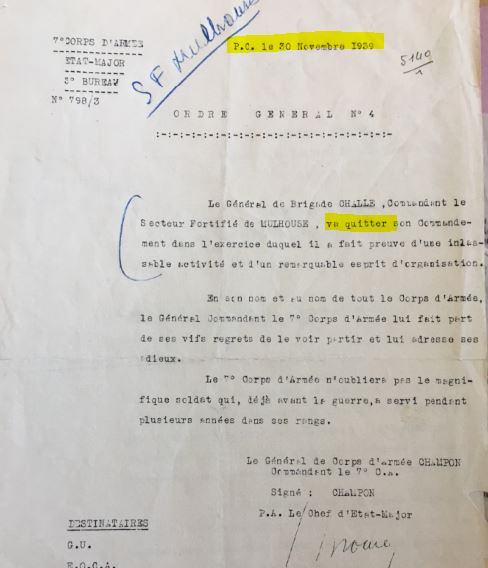 7°CORPS D'ARMÉE
ETAT-MAJOR
3° BUREAU
N° 798/3
S F Mulhouse
P.C. le 20 Novembre 1939
5140
1
ORDRE GENERAL N° 4
Le Général de Brigade CHALLE ,Commandant le
Secteur Fortifié de MULHOUSE , va quitter son Commande-
ment dans l'exercice duquel il a fait preuve d'une inlas-
sable activité et d'un remarquable esprit d'organisation.
En son nom et au nom de tout le Corps d'Armée,
le Général Commandant le 7° Corps d'Armée lui fait part
de ses vifs regrets de le voir partir et lui adresse ses
adieux.
Le 7° Corps d'Armée n'oubliera pas le magni-
fique soldat qui, déjà avant la guerre,a servi pendant
plusieurs années dans ses rangs.
Le Général de Corps d'Armée CHAMPON
Commandant le 7° C.A.
Signé : CHAMPON
P.A. Le Chef d'Etat-Major
DESTINATAIRES
G.U.
E.O.C.A.